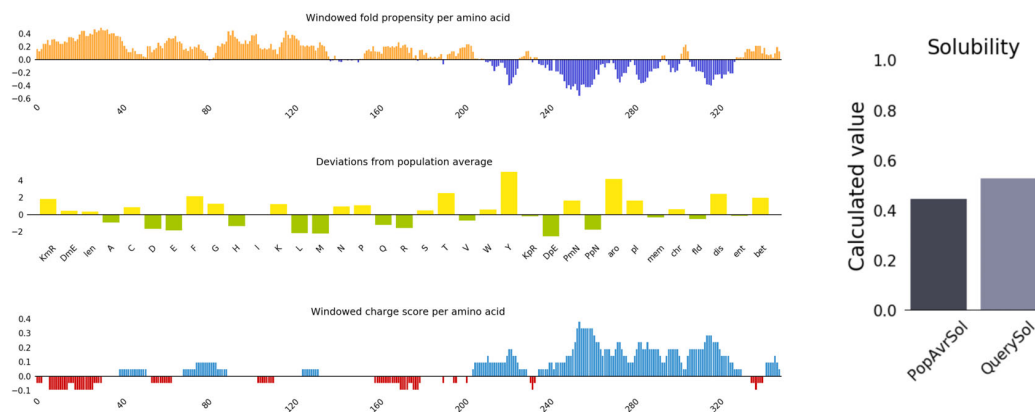 Windowed fold propensity per amino acid
0.4
0.2
0.0
−0.2
−0.4
−0.6
0 40 80 120 160 200 240 280 320
Deviations from population average
4
2
0
−2
KmR DmE len A C D E F G H I K L M N P Q R S T V W Y KpR DpE PmN PpN aro pI mem chr fld dis ent bet
Windowed charge score per amino acid
0.4
0.3
0.2
0.1
0.0
−0.1
0 40 80 120 160 200 240 280 320
Solubility
Calculated value
1.0
0.8
0.6
0.4
0.2
0.0
PopAvrSol QuerySol